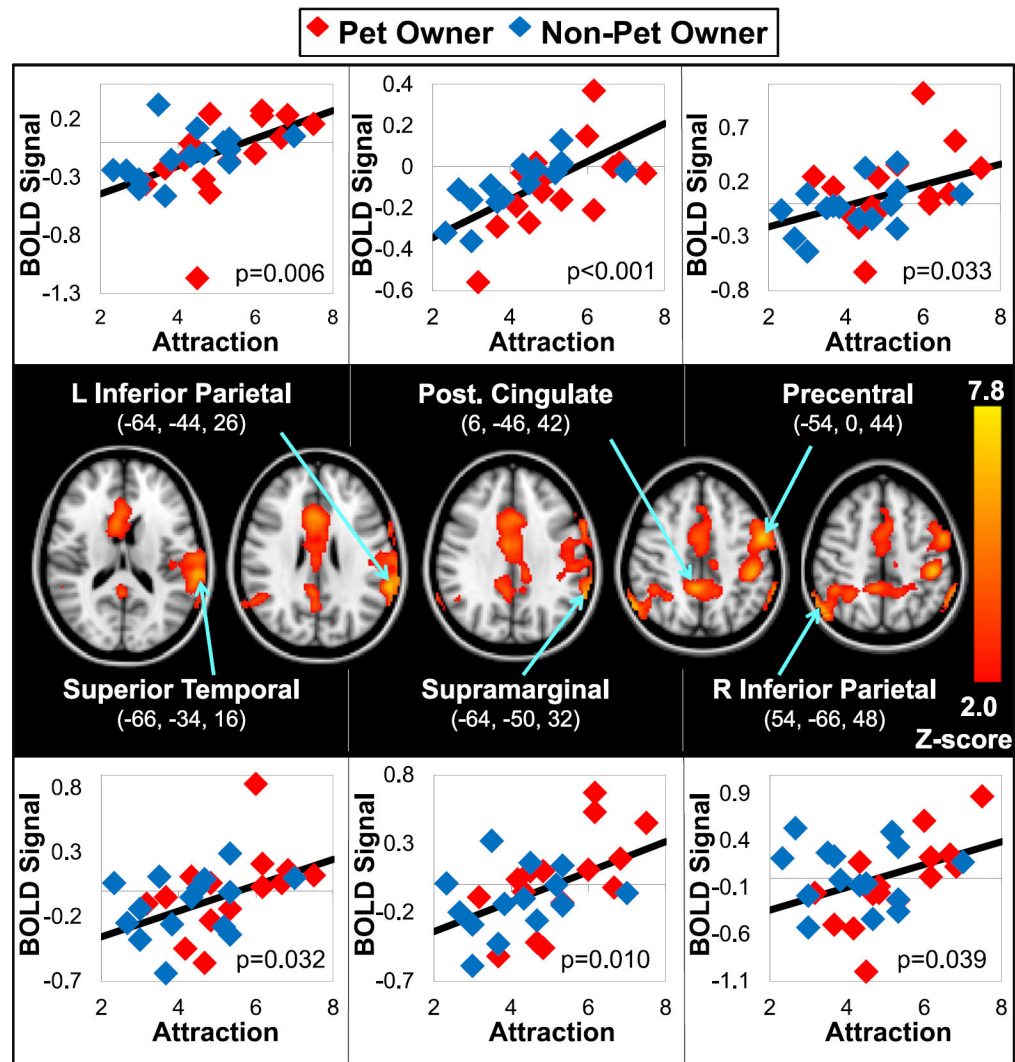 Pet Owner Non-Pet Owner
BOLD Signal
0.2
-0.3
-0.8
-1.3
p=0.006
2 4 6 8
Attraction
BOLD Signal
0.4
0.2
0
-0.2
-0.4
-0.6
p<0.001
2 4 6 8
Attraction
BOLD Signal
0.7
0.2
-0.3
-0.8
p=0.033
2 4 6 8
Attraction
L Inferior Parietal
(-64, -44, 26)
Post. Cingulate
(6, -46, 42)
Precentral
(-54, 0, 44)
7.8
Superior Temporal
(-66, -34, 16)
Supramarginal
(-64, -50, 32)
R Inferior Parietal
(54, -66, 48)
2.0
Z-score
BOLD Signal
0.8
0.3
-0.2
-0.7
p=0.032
2 4 6 8
Attraction
BOLD Signal
0.8
0.3
-0.2
-0.7
p=0.010
2 4 6 8
Attraction
BOLD Signal
0.9
0.4
-0.1
-0.6
-1.1
p=0.039
2 4 6 8
Attraction